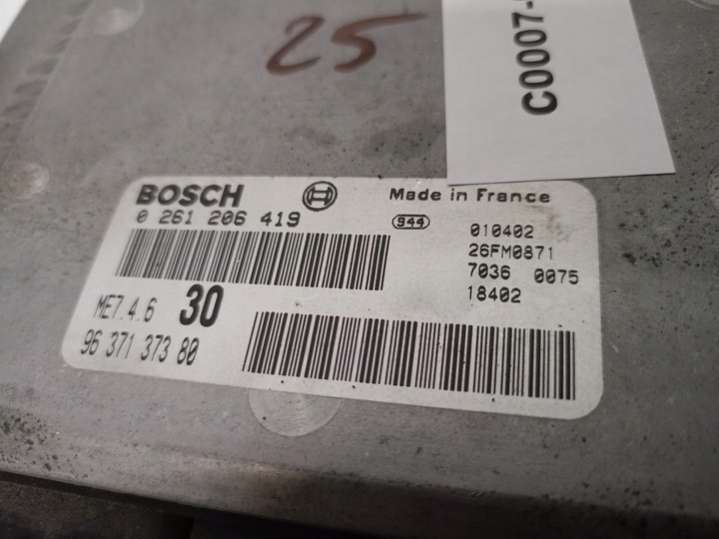 25
C0007-
BOSCH
Made in France
0 261 206 419
944
010402
26FM0871
7036 0075
18402
ME7.4.6 30
96 371 373 80